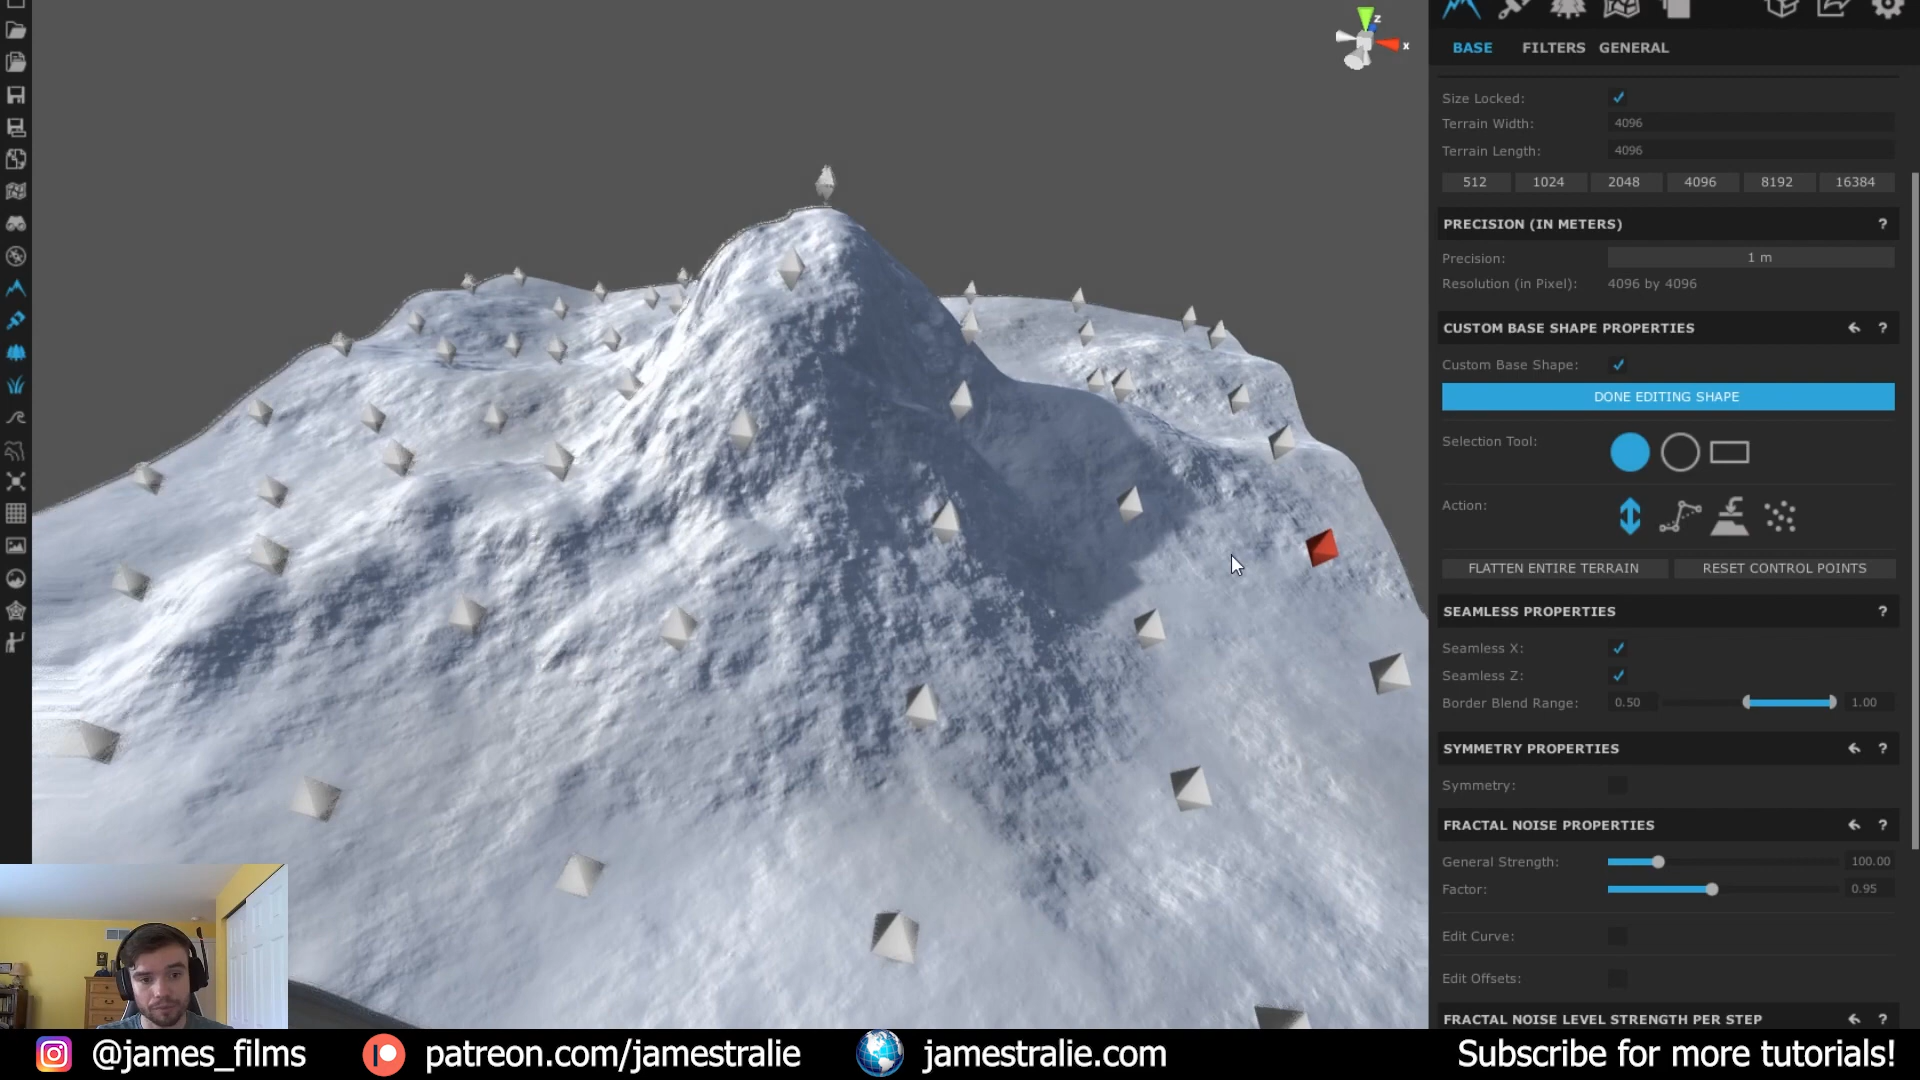 z
x
BASE FILTERS GENERAL
Size Locked:
Terrain Width: 4096
Terrain Length: 4096
512 1024 2048 4096 8192 16384
PRECISION (IN METERS) ?
Precision: 1 m
Resolution (in Pixel): 4096 by 4096
CUSTOM BASE SHAPE PROPERTIES ?
Custom Base Shape:
DONE EDITING SHAPE
Selection Tool:
Action:
FLATTEN ENTIRE TERRAIN RESET CONTROL POINTS
SEAMLESS PROPERTIES ?
Seamless X:
Seamless Z:
Border Blend Range: 0.50 1.00
SYMMETRY PROPERTIES ?
Symmetry:
FRACTAL NOISE PROPERTIES ?
General Strength: 100.00
Factor: 0.95
Edit Curve:
Edit Offsets:
FRACTAL NOISE LEVEL STRENGTH PER STEP ?
@james_films patreon.com/jamestralie jamestralie.com Subscribe for more tutorials!